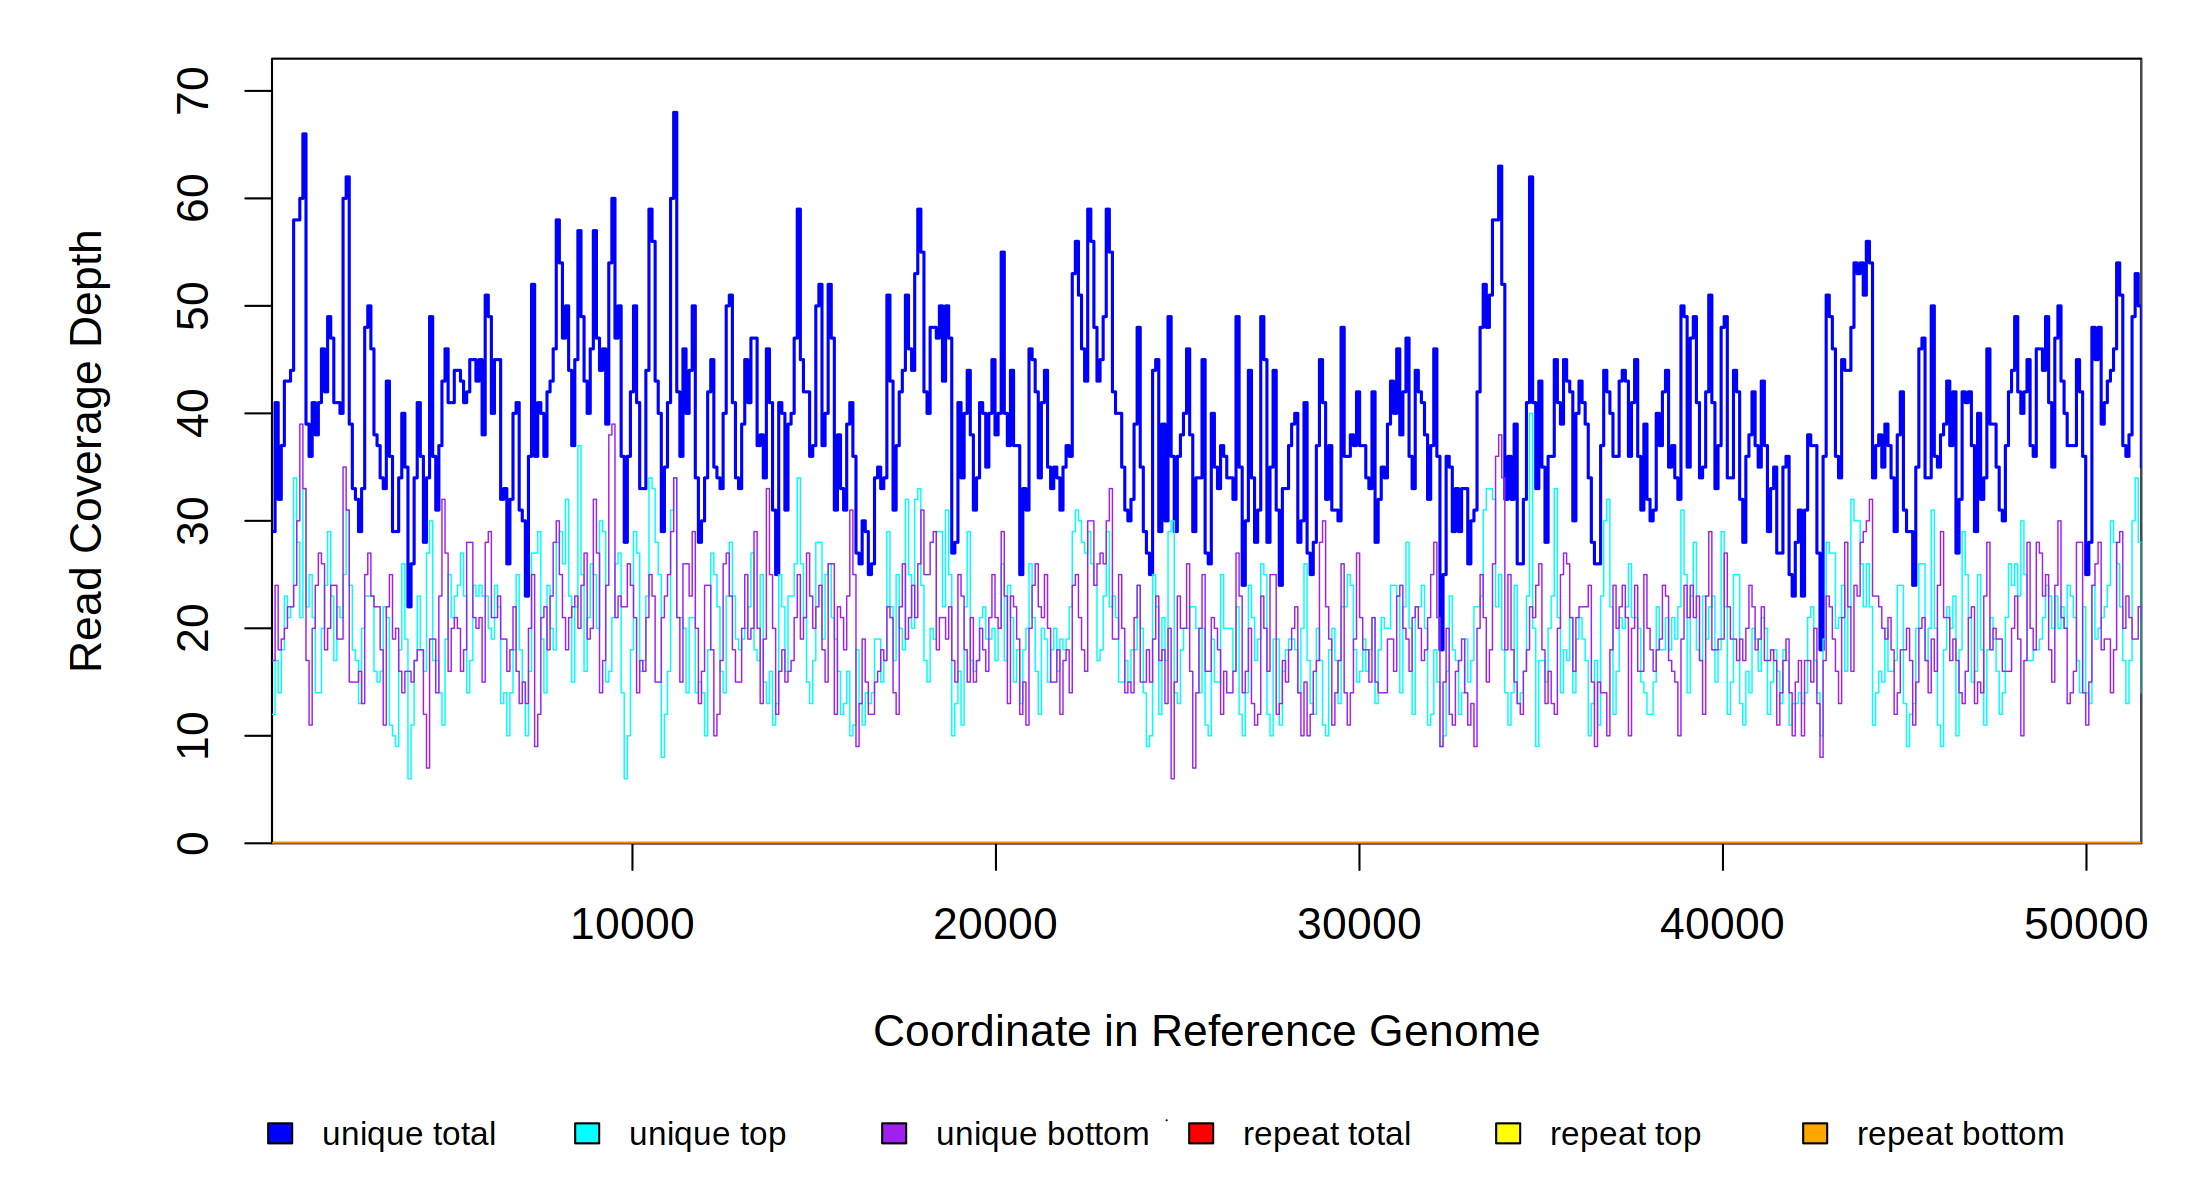 Read Coverage Depth
70
60
50
40
30
20
10
0
10000 20000 30000 40000 50000
Coordinate in Reference Genome
unique total unique top unique bottom repeat total repeat top repeat bottom